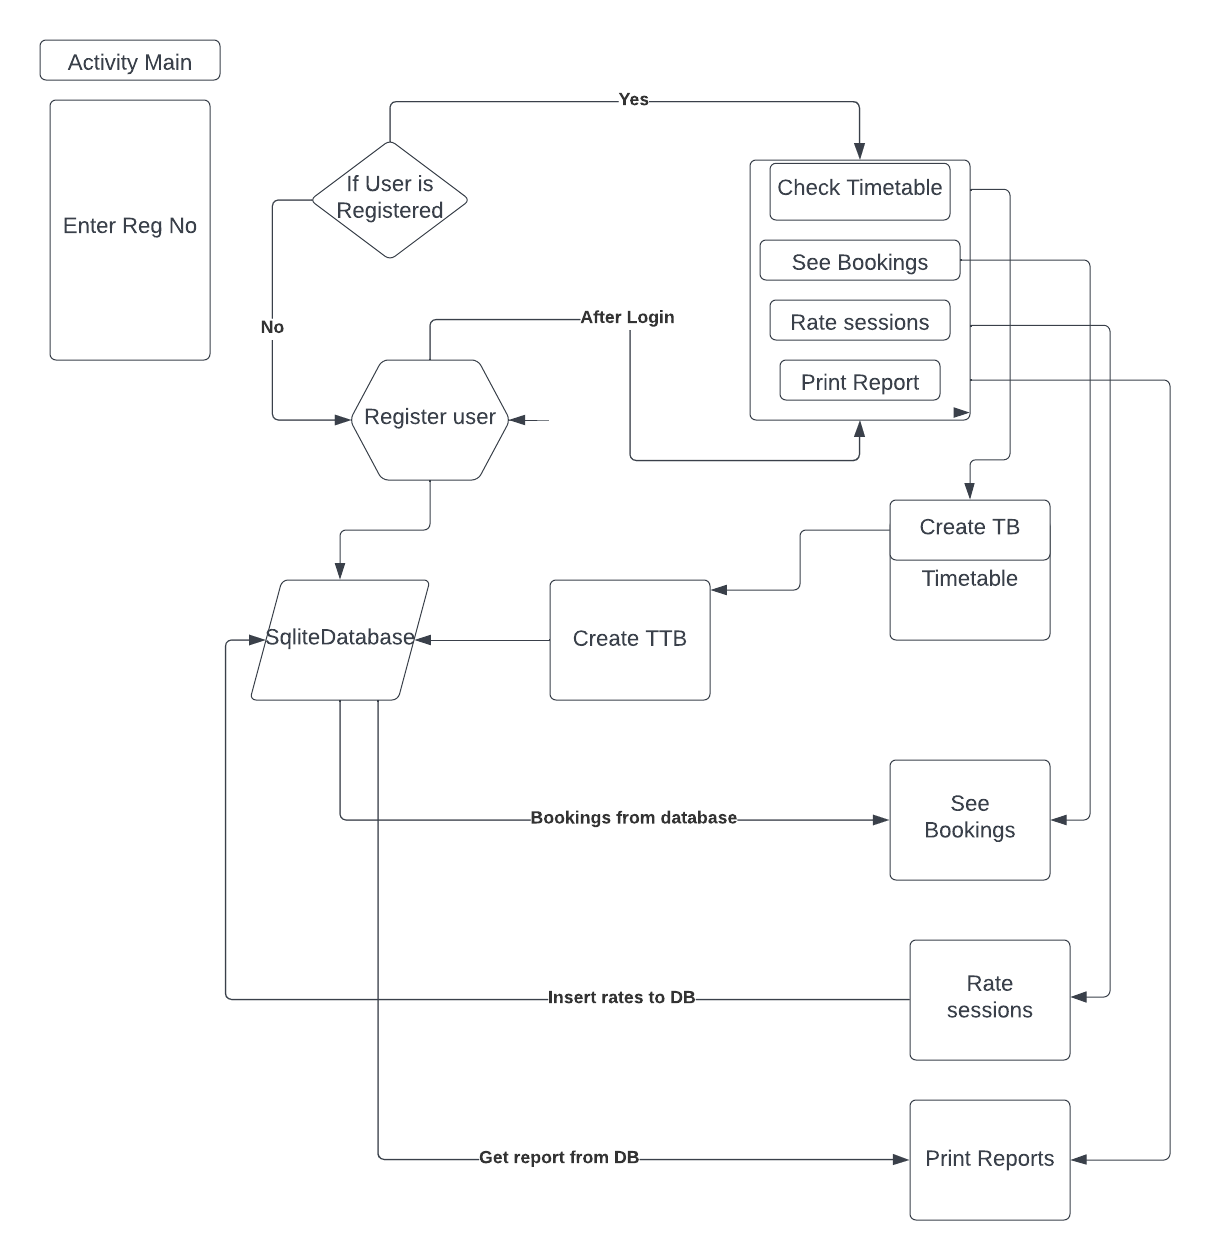 Activity Main
Yes
If User is
Registered
Check Timetable
Enter Reg No
See Bookings
No
After Login
Rate sessions
Print Report
Register user
Create TB
Timetable
SqliteDatabase
Create TTB
See
Bookings
Bookings from database
Rate
sessions
Insert rates to DB
Get report from DB
Print Reports